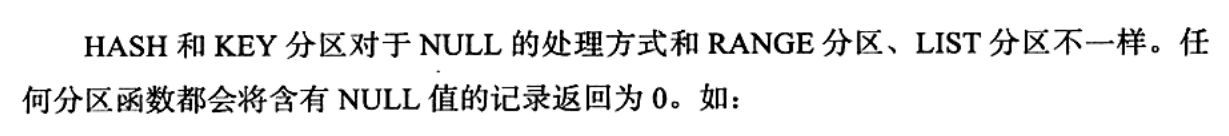 HASH 和 KEY 分区对于 NULL 的处理方式和 RANGE 分区、LIST 分区不一样。任
何分区函数都会将含有 NULL 值的记录返回为 0。如：